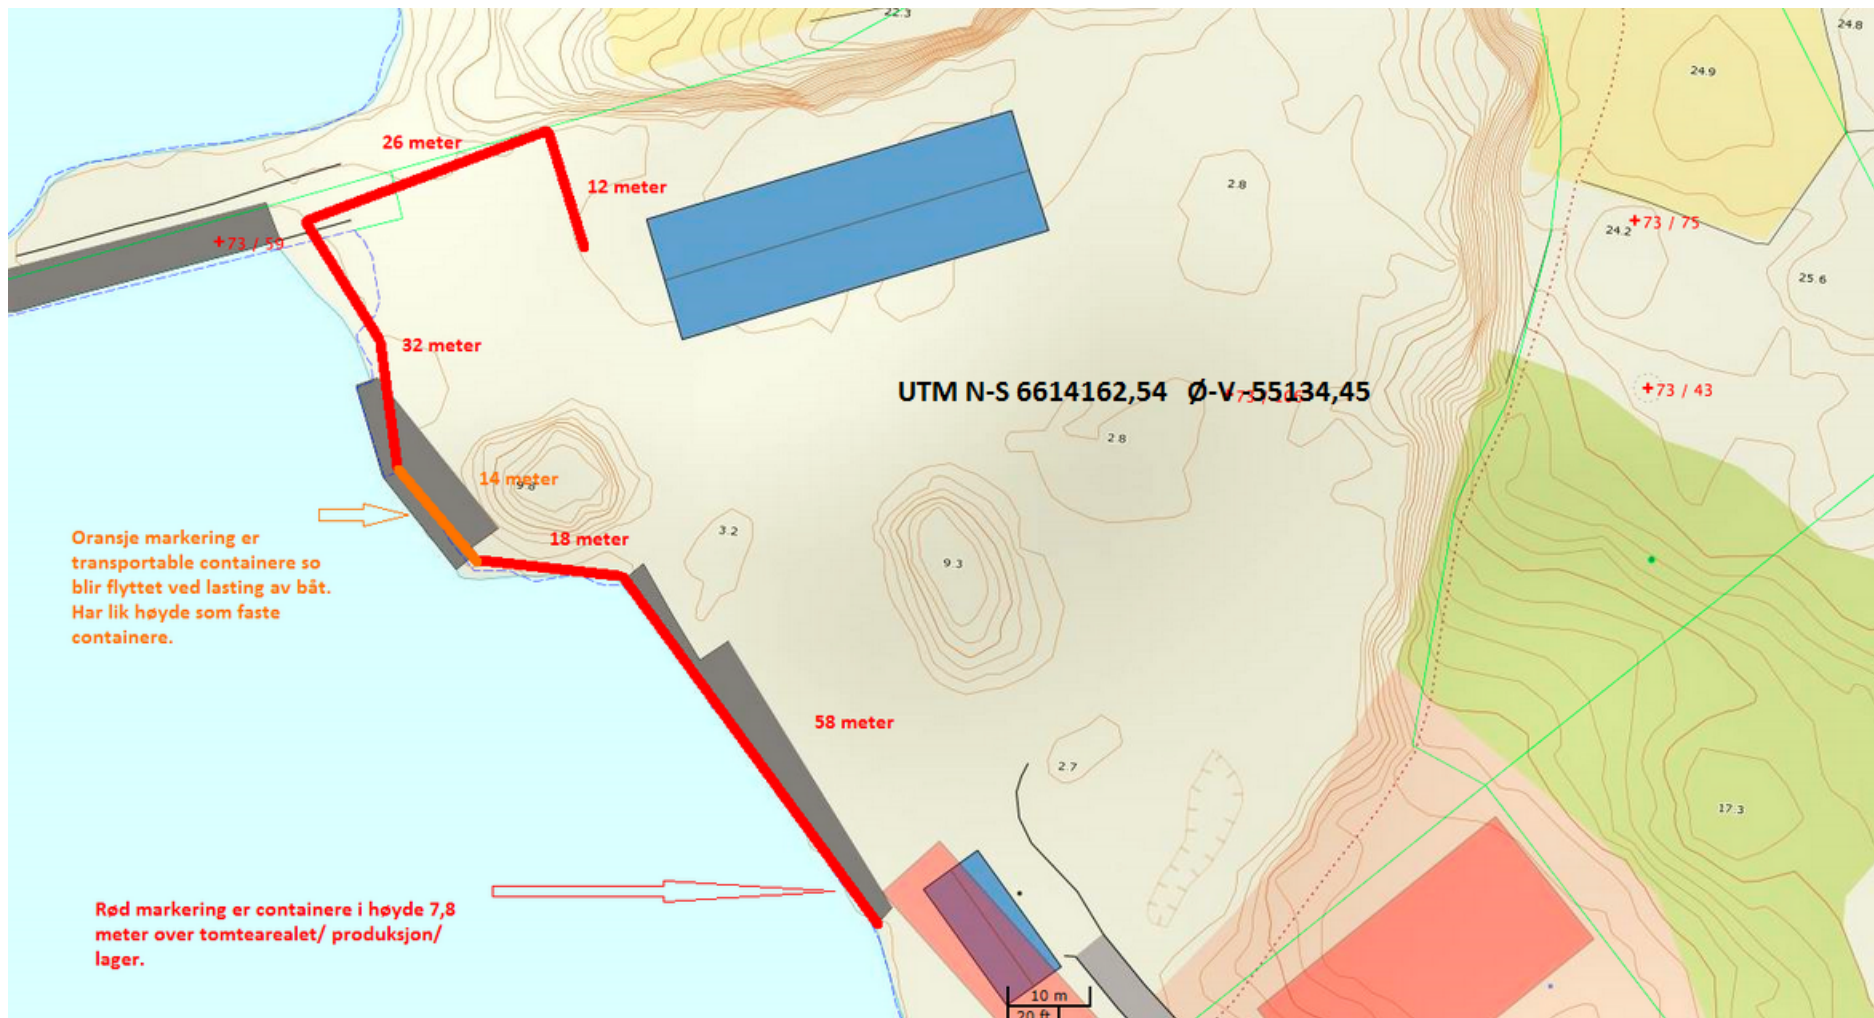 22.3
24.8
24.9
26 meter
12 meter
2.8
+73 / 59
+73 / 75
24.2
25.6
32 meter
UTM N-S 6614162,54 Ø-V -55134,45
+73 / 43
2.8
14 meter
9.8
Oransje markering er
transportable containere so
blir flyttet ved lasting av båt.
Har lik høyde som faste
containere.
18 meter
3.2
9.3
58 meter
2.7
17.3
Rød markering er containere i høyde 7,8
meter over tomtearealet/ produksjon/
lager.
10 m
20 ft